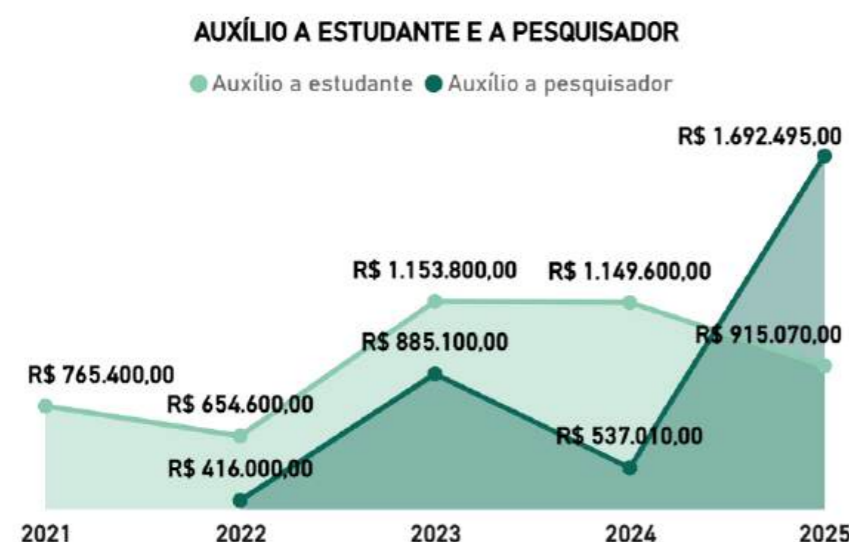 AUXÍLIO A ESTUDANTE E A PESQUISADOR
Auxílio a estudante Auxílio a pesquisador
R$ 1.692.495,00
R$ 1.153.800,00 R$ 1.149.600,00
R$ 885.100,00 R$ 915.070,00
R$ 765.400,00
R$ 654.600,00
R$ 537.010,00
R$ 416.000,00
2021 2022 2023 2024 2025